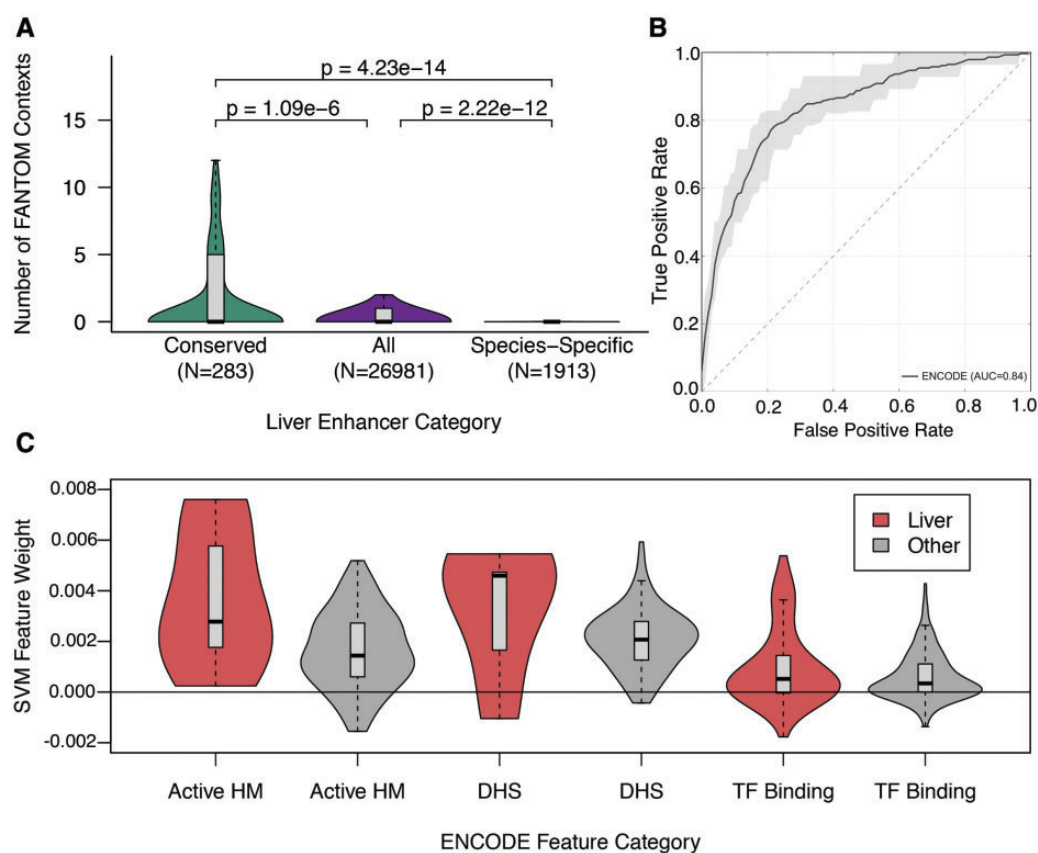 A
Number of FANTOM Contexts
15
10
5
0
p = 4.23e−14
p = 1.09e−6
p = 2.22e−12
Conserved
(N=283)
All
(N=26981)
Species−Specific
(N=1913)
Liver Enhancer Category
B
True Positive Rate
1.0
0.8
0.6
0.4
0.2
0.0
0.0
0.2
0.4
0.6
0.8
1.0
ENCODE (AUC=0.84)
False Positive Rate
C
SVM Feature Weight
0.008
0.006
0.004
0.002
0.000
-0.002
Liver
Other
Active HM
Active HM
DHS
DHS
TF Binding
TF Binding
ENCODE Feature Category